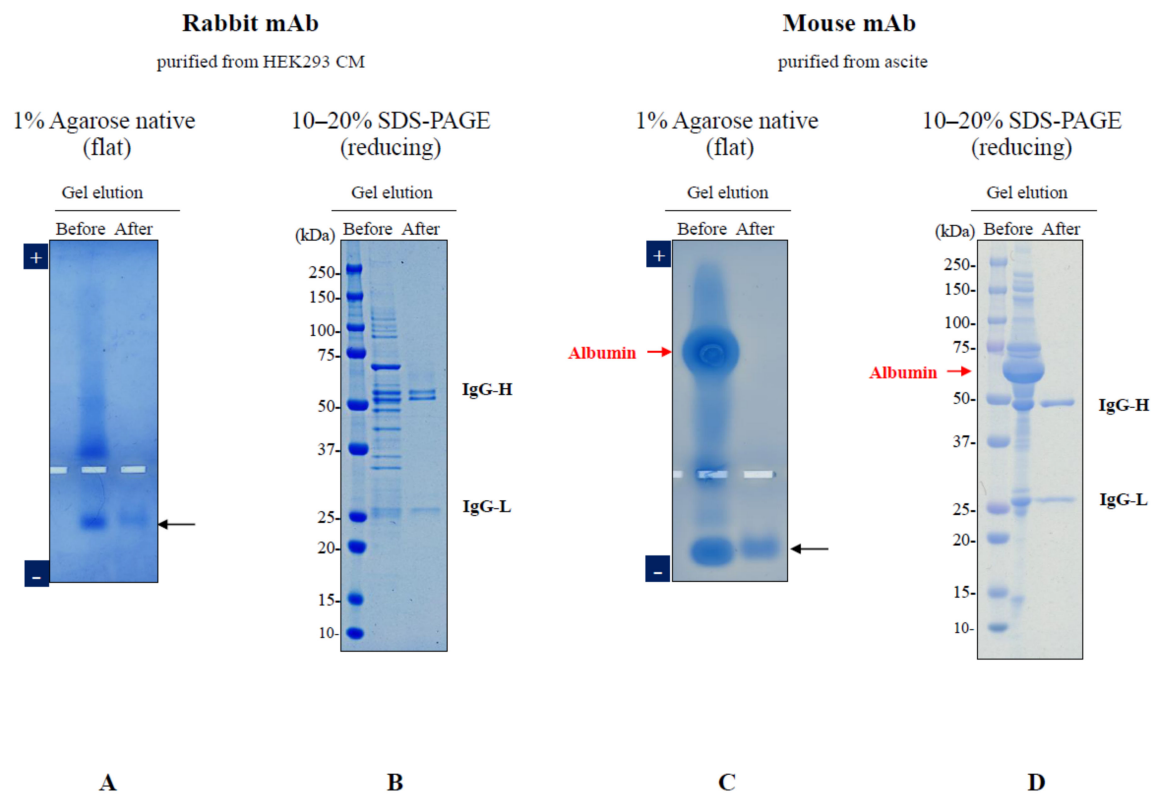 Rabbit mAb
purified from HEK293 CM
1% Agarose native
(flat)
Gel elution
Before After
+
-
10–20% SDS-PAGE
(reducing)
Gel elution
(kDa) Before After
250-
150-
100-
75-
50-
37-
25-
20-
15-
10-
IgG-H
IgG-L
Mouse mAb
purified from ascite
1% Agarose native
(flat)
Gel elution
Before After
+
Albumin
-
10–20% SDS-PAGE
(reducing)
Gel elution
(kDa) Before After
250-
150-
100-
75-
Albumin
50-
37-
25-
20-
15-
10-
IgG-H
IgG-L
A
B
C
D